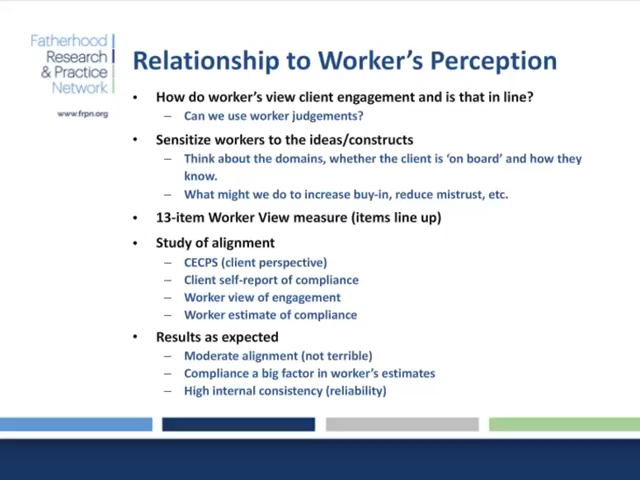 Fatherhood
Research
& Practice
Network
www.frpn.org
Relationship to Worker's Perception
• How do worker's view client engagement and is that in line?
– Can we use worker judgements?
• Sensitize workers to the ideas/constructs
– Think about the domains, whether the client is 'on board' and how they
know.
– What might we do to increase buy-in, reduce mistrust, etc.
• 13-item Worker View measure (items line up)
• Study of alignment
– CECPS (client perspective)
– Client self-report of compliance
– Worker view of engagement
– Worker estimate of compliance
• Results as expected
– Moderate alignment (not terrible)
– Compliance a big factor in worker's estimates
– High internal consistency (reliability)